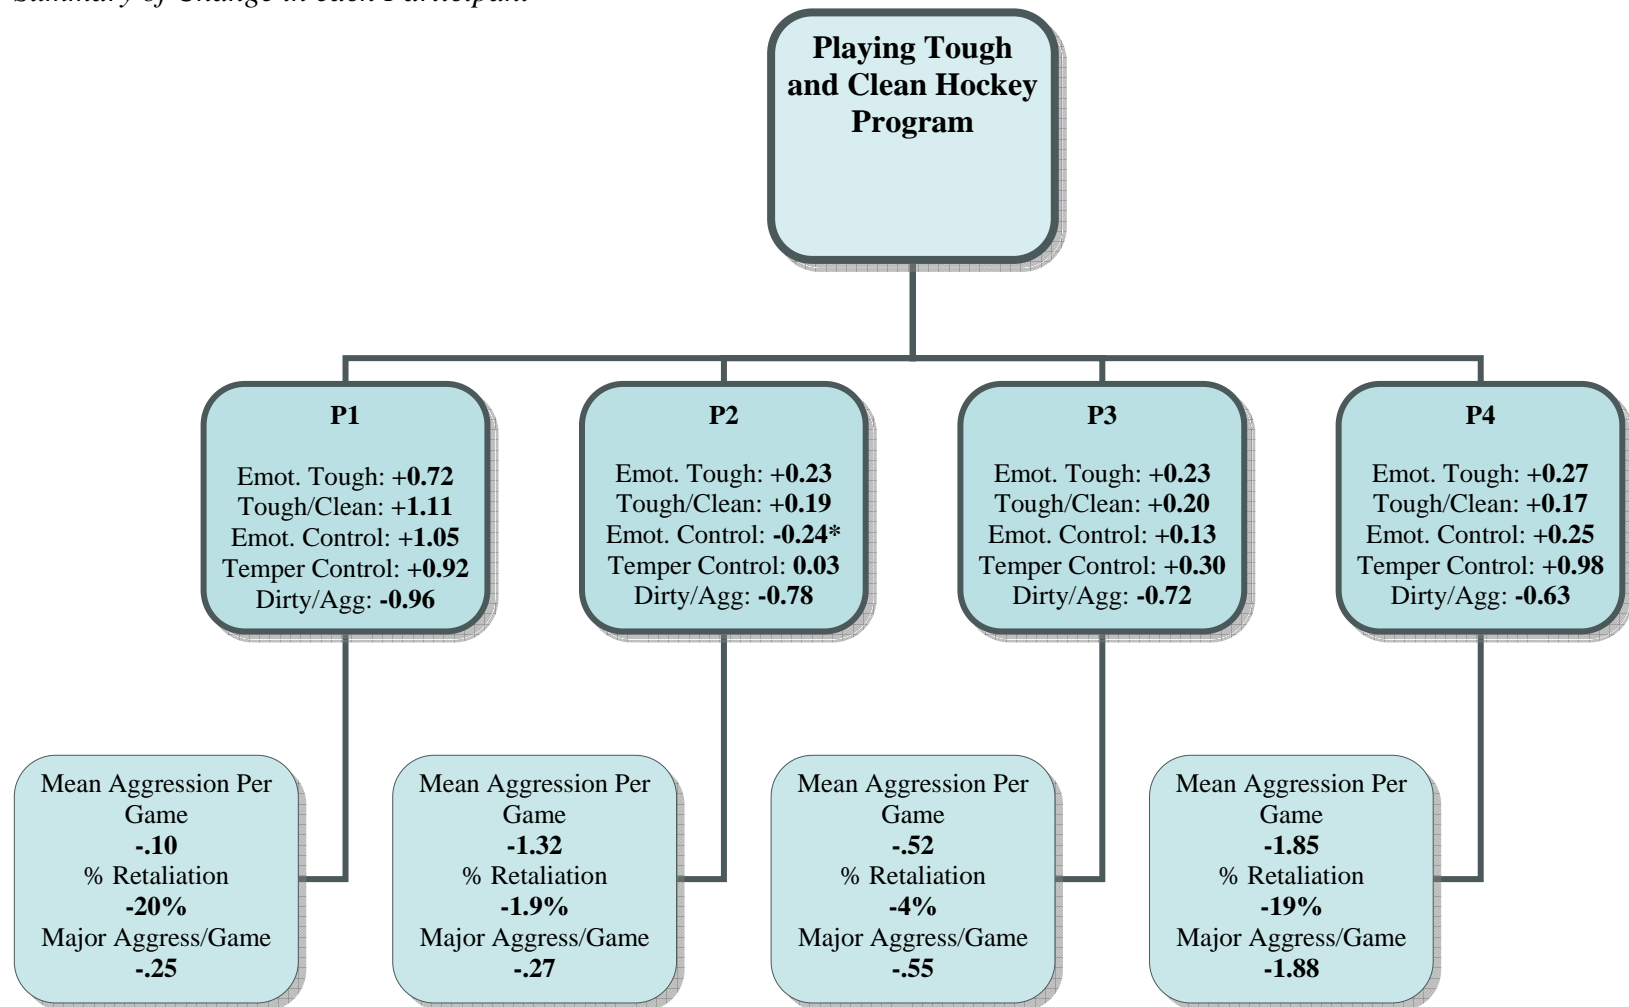 Summary of Change in each Participant
Playing Tough
and Clean Hockey
Program
P1
Emot. Tough: +0.72
Tough/Clean: +1.11
Emot. Control: +1.05
Temper Control: +0.92
Dirty/Agg: -0.96
P2
Emot. Tough: +0.23
Tough/Clean: +0.19
Emot. Control: -0.24*
Temper Control: 0.03
Dirty/Agg: -0.78
P3
Emot. Tough: +0.23
Tough/Clean: +0.20
Emot. Control: +0.13
Temper Control: +0.30
Dirty/Agg: -0.72
P4
Emot. Tough: +0.27
Tough/Clean: +0.17
Emot. Control: +0.25
Temper Control: +0.98
Dirty/Agg: -0.63
Mean Aggression Per
Game
-.10
% Retaliation
-20%
Major Aggress/Game
-.25
Mean Aggression Per
Game
-1.32
% Retaliation
-1.9%
Major Aggress/Game
-.27
Mean Aggression Per
Game
-.52
% Retaliation
-4%
Major Aggress/Game
-.55
Mean Aggression Per
Game
-1.85
% Retaliation
-19%
Major Aggress/Game
-1.88